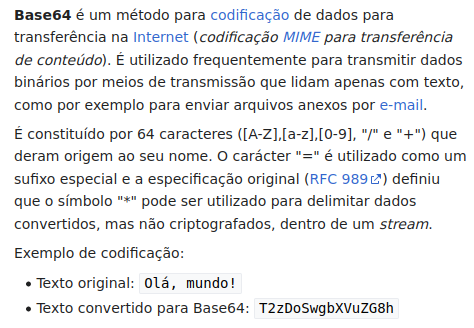 Base64 é um método para codificação de dados para
transferência na Internet (codificação MIME para transferência
de conteúdo). É utilizado frequentemente para transmitir dados
binários por meios de transmissão que lidam apenas com texto,
como por exemplo para enviar arquivos anexos por e-mail.
É constituído por 64 caracteres ([A-Z],[a-z],[0-9], "/" e "+") que
deram origem ao seu nome. O carácter "=" é utilizado como um
sufixo especial e a especificação original (RFC 989) definiu
que o símbolo "*" pode ser utilizado para delimitar dados
convertidos, mas não criptografados, dentro de um stream.
Exemplo de codificação:
• Texto original: Olá, mundo!
• Texto convertido para Base64: T2zDoSwgbXVuZG8h